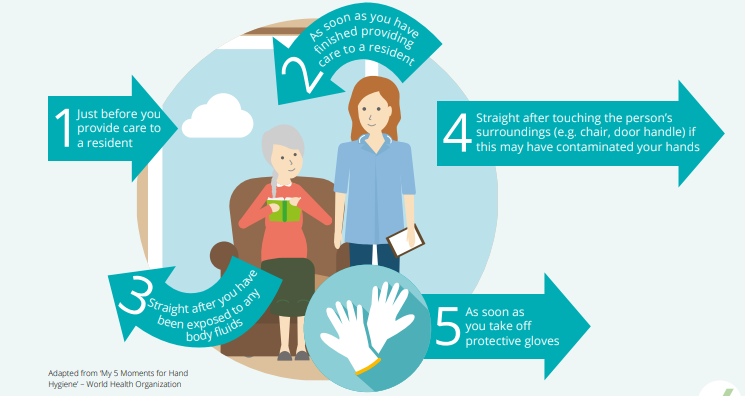 1 Just before you
provide care to
a resident
2 As soon as you have
finished providing
care to a resident
3 Straight after you have
been exposed to any
body fluids
4 Straight after touching the person's
surroundings (e.g. chair, door handle) if
this may have contaminated your hands
5 As soon as
you take off
protective gloves
Adapted from 'My 5 Moments for Hand
Hygiene' – World Health Organization